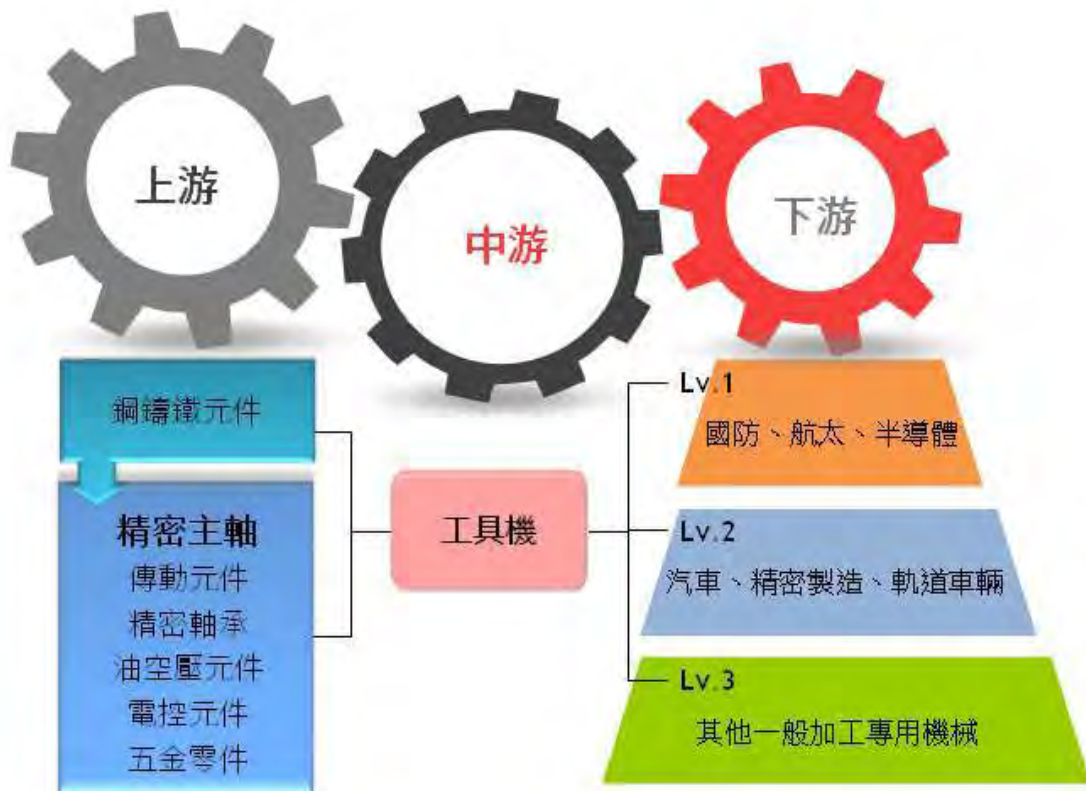 上游
中游
下游
鋼鑄鐵元件
精密主軸
傳動元件
精密軸承
油空壓元件
電控元件
五金零件
工具機
Lv.1
國防、航太、半導體
Lv.2
汽車、精密製造、軌道車輛
Lv.3
其他一般加工專用機械